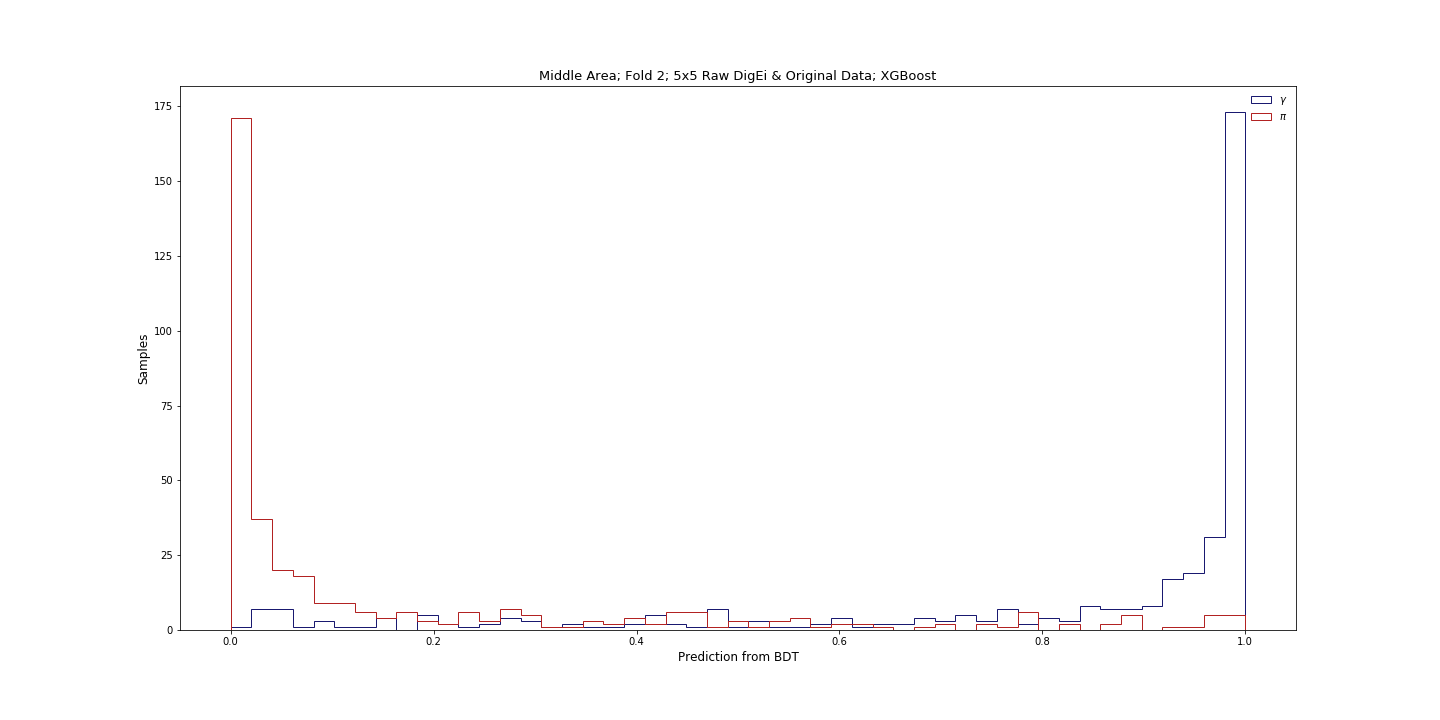 Middle Area; Fold 2; 5x5 Raw DigEi & Original Data; XGBoost
γ
π
175
150
125
100
75
50
25
0
Samples
0.0 0.2 0.4 0.6 0.8 1.0
Prediction from BDT